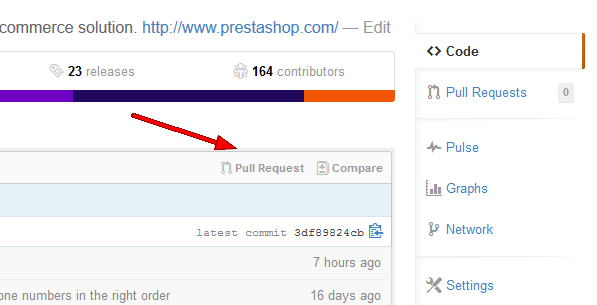 commerce solution. http://www.prestashop.com/ — Edit
23 releases
164 contributors
Pull Request
Compare
latest commit 3df89824cb
7 hours ago
one numbers in the right order
16 days ago
Code
Pull Requests
0
Pulse
Graphs
Network
Settings